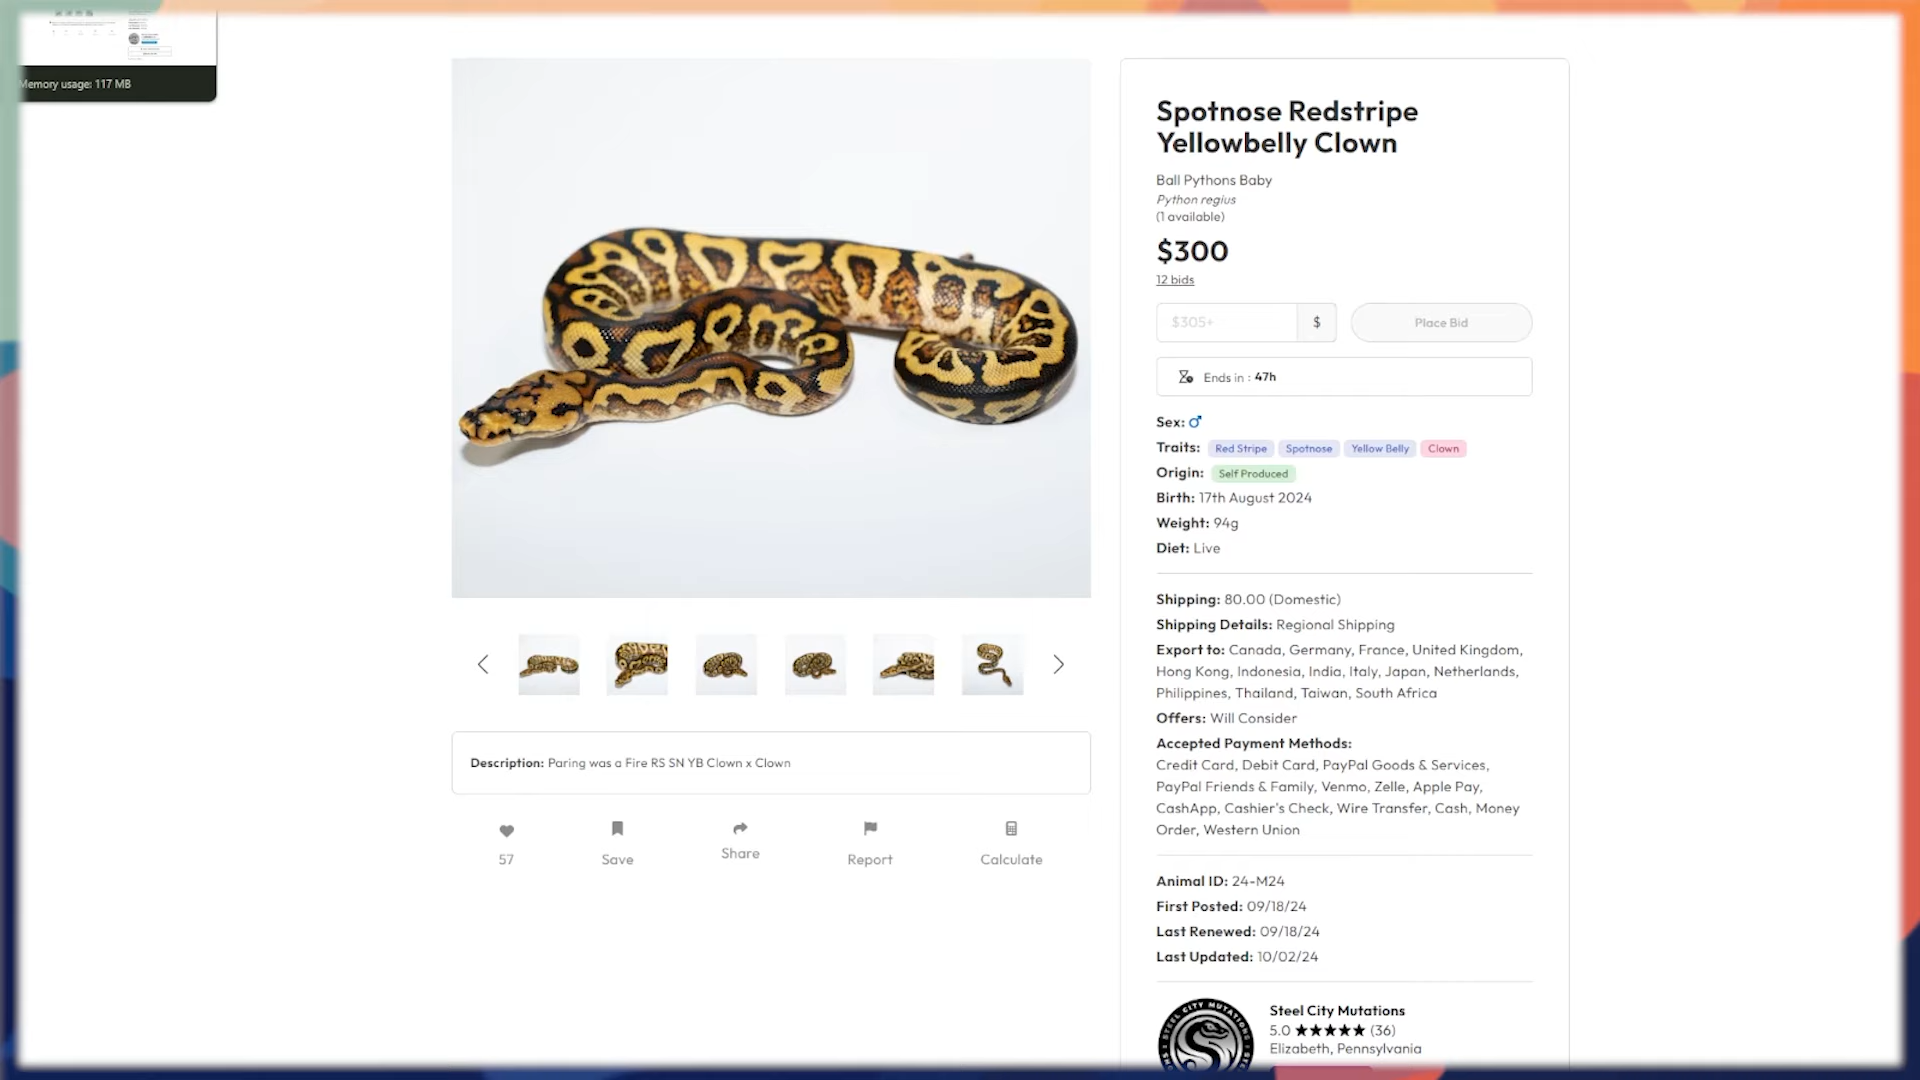 Memory usage: 117 MB
Spotnose Redstripe
Yellowbelly Clown
Ball Pythons Baby
Python regius
(1 available)
$300
12 bids
$305+
$
Place Bid
Ends in : 47h
Sex: ♂
Traits: Red Stripe Spotnose Yellow Belly Clown
Origin: Self Produced
Birth: 17th August 2024
Weight: 94g
Diet: Live
Shipping: 80.00 (Domestic)
Shipping Details: Regional Shipping
Export to: Canada, Germany, France, United Kingdom,
Hong Kong, Indonesia, India, Italy, Japan, Netherlands,
Philippines, Thailand, Taiwan, South Africa
Offers: Will Consider
Accepted Payment Methods:
Credit Card, Debit Card, PayPal Goods & Services,
PayPal Friends & Family, Venmo, Zelle, Apple Pay,
CashApp, Cashier's Check, Wire Transfer, Cash, Money
Order, Western Union
Description: Paring was a Fire RS SN YB Clown x Clown
57
Save
Share
Report
Calculate
Animal ID: 24-M24
First Posted: 09/18/24
Last Renewed: 09/18/24
Last Updated: 10/02/24
STEEL CITY MUTATIONS
Steel City Mutations
5.0 ★★★★★ (36)
Elizabeth, Pennsylvania